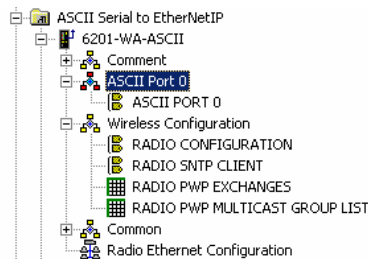 ASCII Serial to EtherNetIP
6201-WA-ASCII
Comment
ASCII Port 0
ASCII PORT 0
Wireless Configuration
RADIO CONFIGURATION
RADIO SNTP CLIENT
RADIO PWP EXCHANGES
RADIO PWP MULTICAST GROUP LIST
Common
Radio Ethernet Configuration